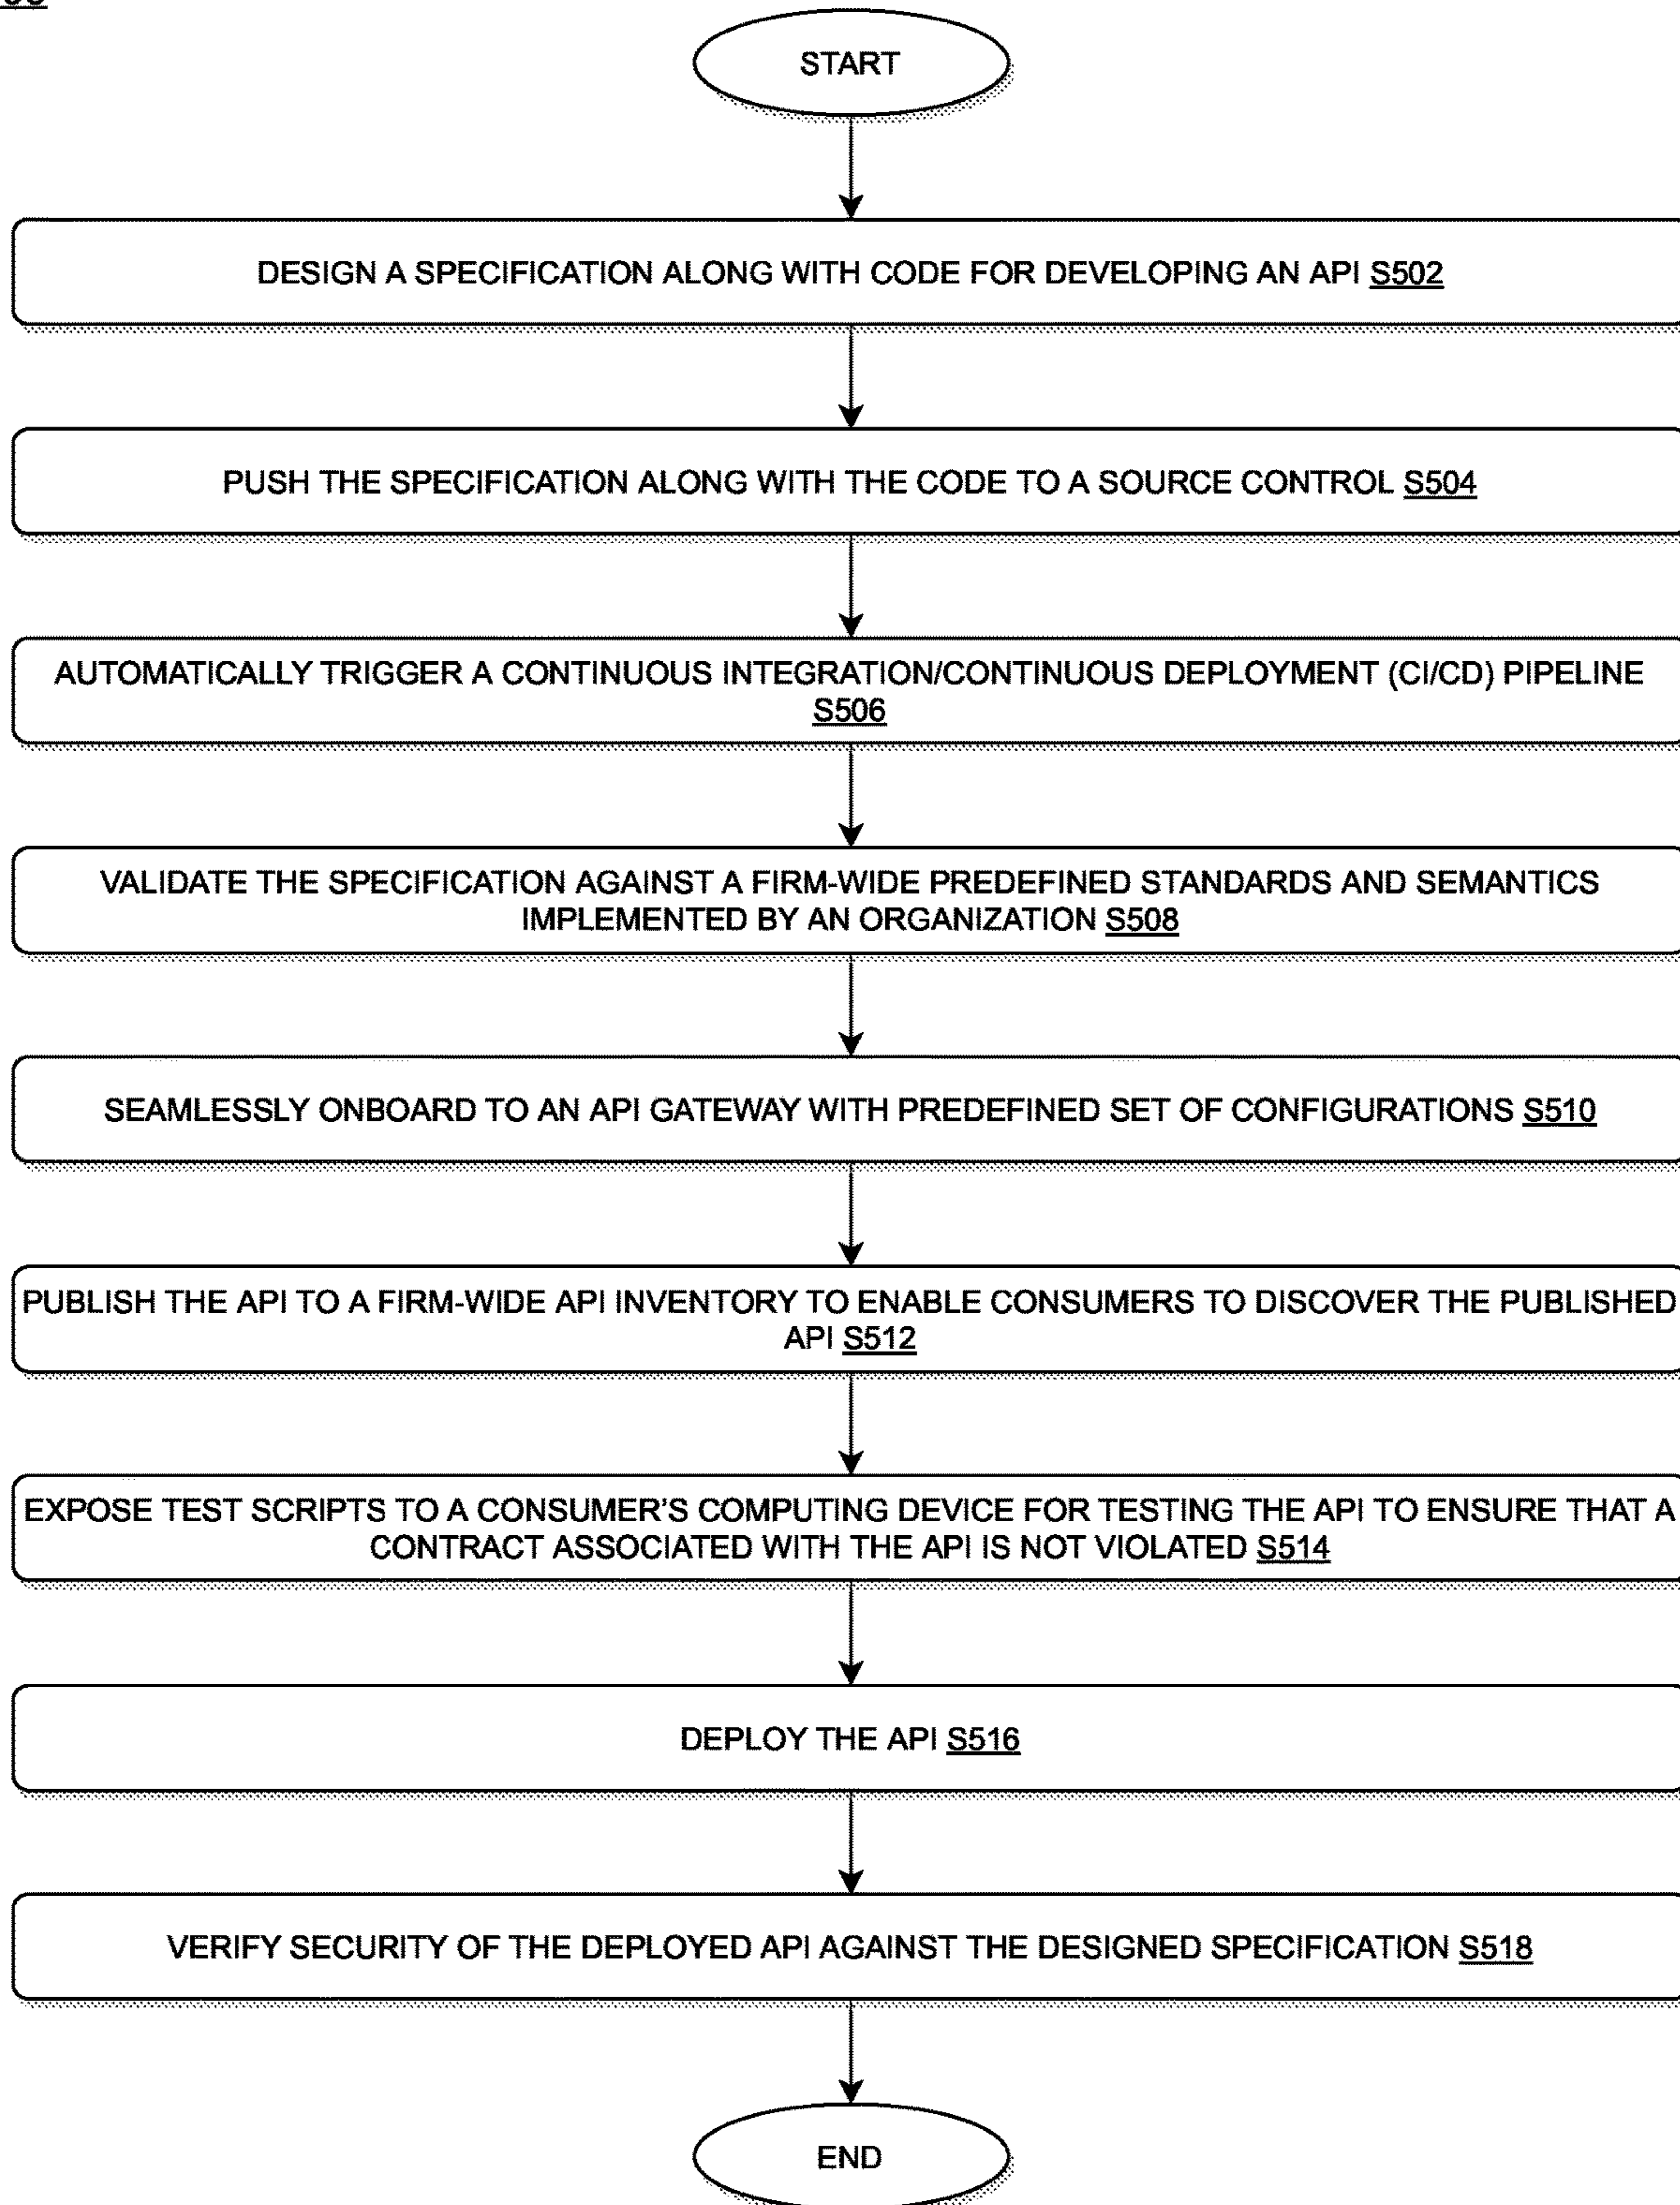 START
DESIGN A SPECIFICATION ALONG WITH CODE FOR DEVELOPING AN API S502
PUSH THE SPECIFICATION ALONG WITH THE CODE TO A SOURCE CONTROL S504
AUTOMATICALLY TRIGGER A CONTINUOUS INTEGRATION/CONTINUOUS DEPLOYMENT (CI/CD) PIPELINE
S506
VALIDATE THE SPECIFICATION AGAINST A FIRM-WIDE PREDEFINED STANDARDS AND SEMANTICS
IMPLEMENTED BY AN ORGANIZATION S508
SEAMLESSLY ONBOARD TO AN API GATEWAY WITH PREDEFINED SET OF CONFIGURATIONS S510
PUBLISH THE API TO A FIRM-WIDE API INVENTORY TO ENABLE CONSUMERS TO DISCOVER THE PUBLISHED
API S512
EXPOSE TEST SCRIPTS TO A CONSUMER'S COMPUTING DEVICE FOR TESTING THE API TO ENSURE THAT A
CONTRACT ASSOCIATED WITH THE API IS NOT VIOLATED S514
DEPLOY THE API S516
VERIFY SECURITY OF THE DEPLOYED API AGAINST THE DESIGNED SPECIFICATION S518
END